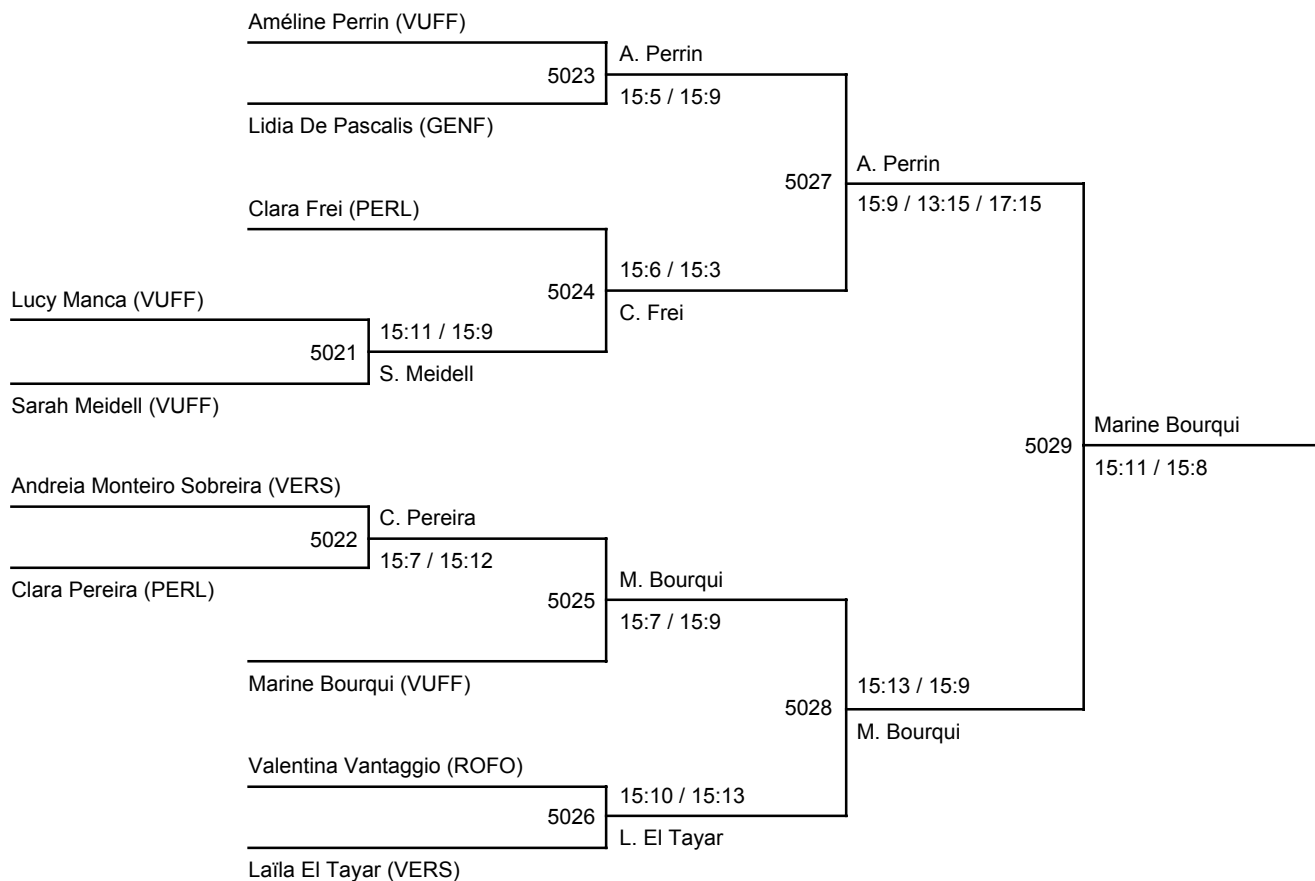 Améline Perrin (VUFF)
A. Perrin
5023
15:5 / 15:9
Lidia De Pascalis (GENF)
A. Perrin
5027
15:9 / 13:15 / 17:15
Clara Frei (PERL)
15:6 / 15:3
5024
C. Frei
Lucy Manca (VUFF)
15:11 / 15:9
5021
S. Meidell
Sarah Meidell (VUFF)
Marine Bourqui
5029
15:11 / 15:8
Andreia Monteiro Sobreira (VERS)
C. Pereira
5022
15:7 / 15:12
Clara Pereira (PERL)
M. Bourqui
5025
15:7 / 15:9
Marine Bourqui (VUFF)
15:13 / 15:9
5028
M. Bourqui
Valentina Vantaggio (ROFO)
15:10 / 15:13
5026
L. El Tayar
Laïla El Tayar (VERS)